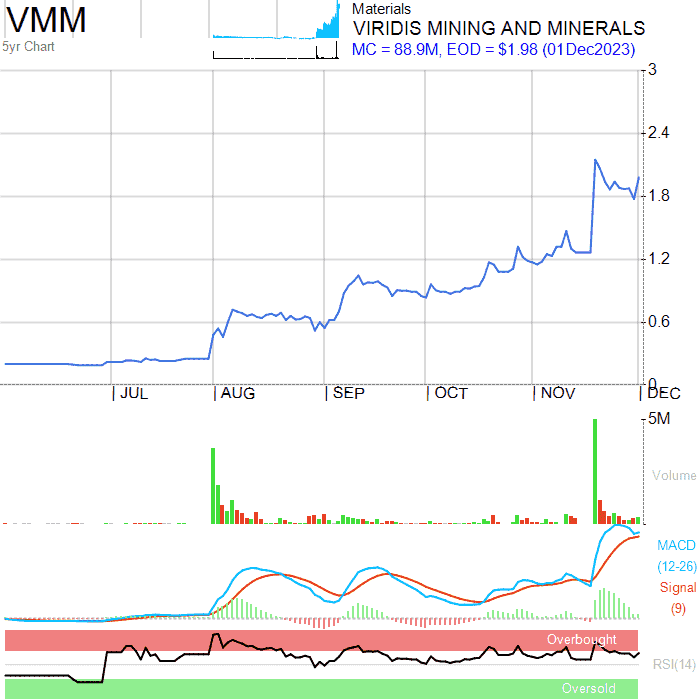 VMM
5yr Chart
Materials
VIRIDIS MINING AND MINERALS
MC = 88.9M, EOD = $1.98 (01Dec2023)
3
2.4
1.8
1.2
0.6
0
JUL AUG SEP OCT NOV DEC
5M
Volume
MACD
(12-26)
Signal
(9)
Overbought
RSI(14)
Oversold